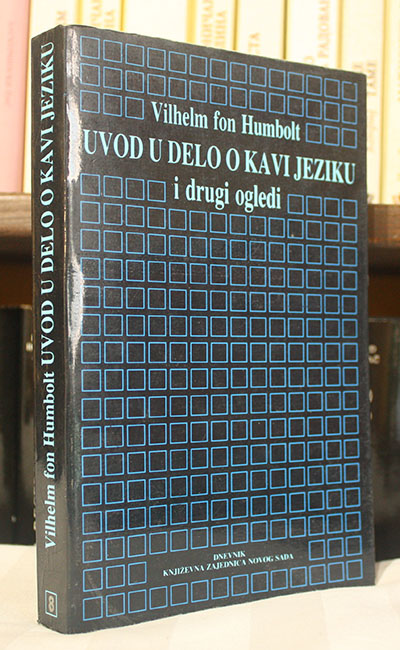 Vilhelm fon Humbolt
UVOD U DELO O KAVI JEZIKU
i drugi ogledi
DNEVNIK
KNJIŽEVNA ZAJEDNICA NOVOG SADA
Vilhelm fon Humbolt UVOD U DELO O KAVI JEZIKU
8